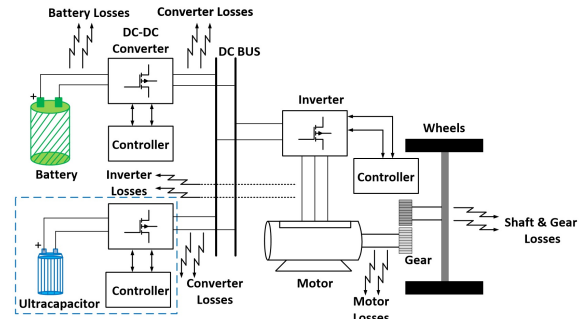 Battery Losses
Converter Losses
DC-DC
Converter
DC BUS
Inverter
Wheels
+
Controller
Battery
Inverter
Losses
Controller
Shaft & Gear
Losses
+
Gear
Ultracapacitor
Controller
Converter
Losses
Motor
Motor
Losses